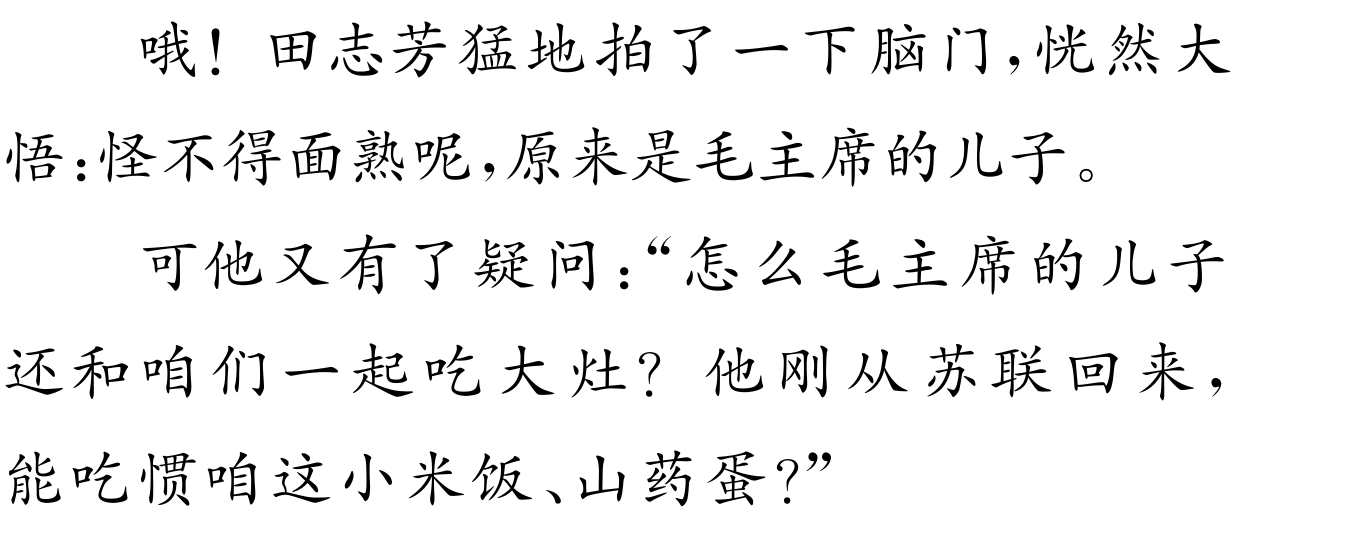 哦！田志芳猛地拍了一下脑门，恍然大
悟：怪不得面熟呢，原来是毛主席的儿子。
可他又有了疑问：“怎么毛主席的儿子
还和咱们一起吃大灶？他刚从苏联回来，
能吃惯咱这小米饭、山药蛋？”